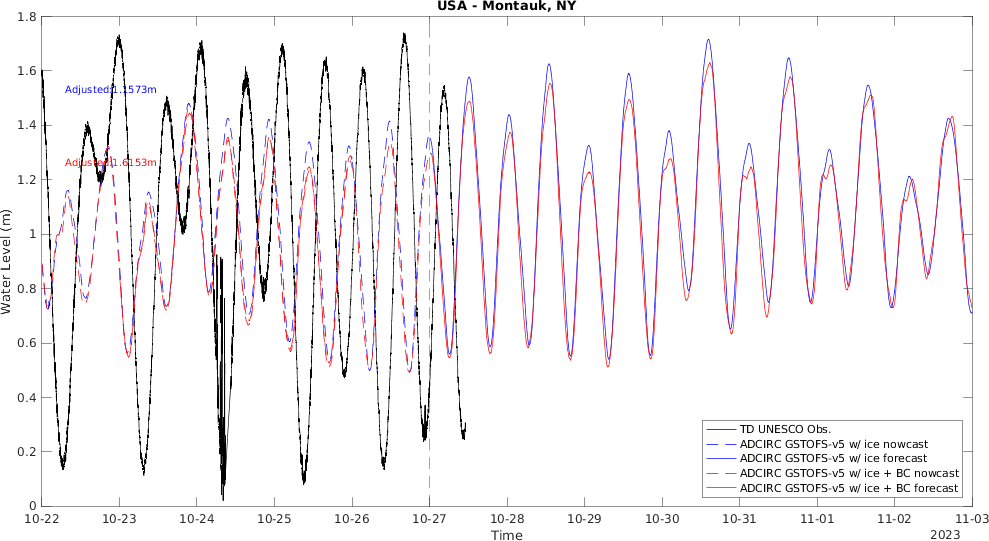 USA - Montauk, NY
1.8
1.6
1.4
1.2
1
0.8
0.6
0.4
0.2
0
Water Level (m)
Adjusted:1.1573m
Adjusted:1.6153m
TD UNESCO Obs.
ADCIRC GSTOFS-v5 w/ ice nowcast
ADCIRC GSTOFS-v5 w/ ice forecast
ADCIRC GSTOFS-v5 w/ ice + BC nowcast
ADCIRC GSTOFS-v5 w/ ice + BC forecast
10-22 10-23 10-24 10-25 10-26 10-27 10-28 10-29 10-30 10-31 11-01 11-02 11-03
Time
2023